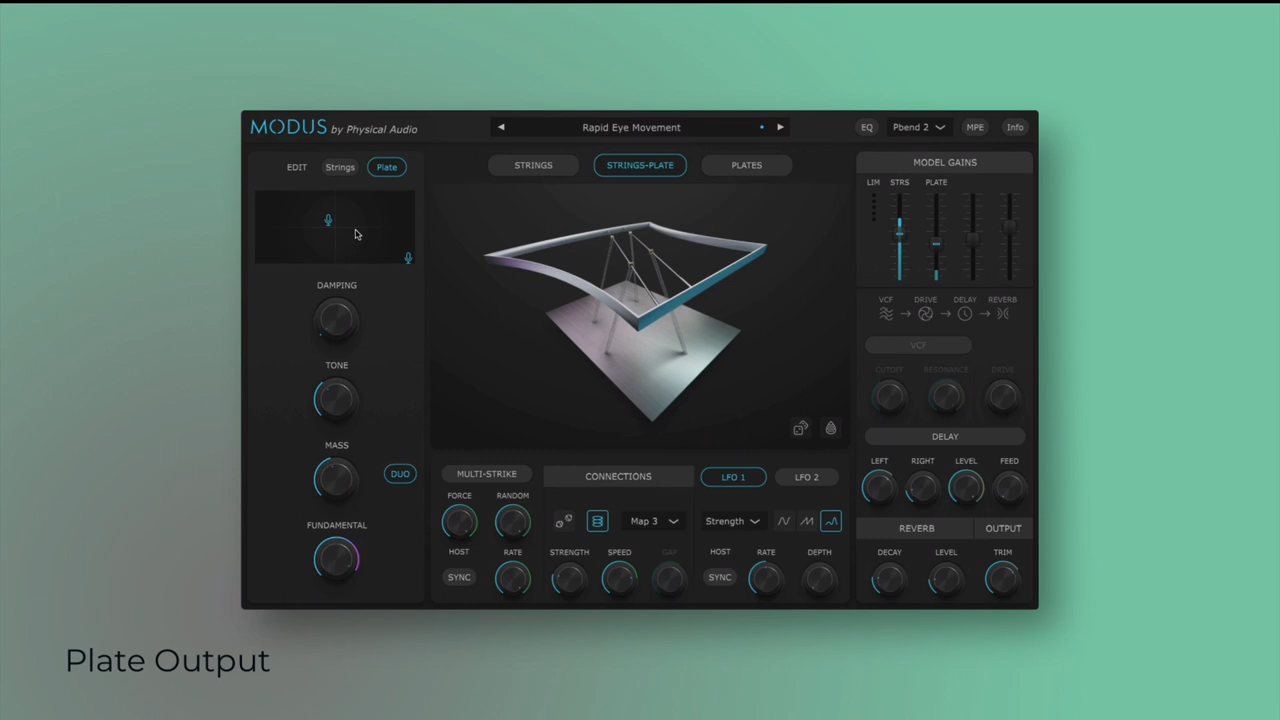 MODUS by Physical Audio
Rapid Eye Movement
EQ
Pbend 2
MPE
Info
EDIT
Strings
Plate
DAMPING
TONE
MASS
DUO
FUNDAMENTAL
STRINGS
STRINGS-PLATE
PLATES
MULTI-STRIKE
FORCE
RANDOM
HOST
RATE
SYNC
CONNECTIONS
Map 3
STRENGTH
SPEED
GAP
LFO 1
LFO 2
Strength
HOST
RATE
DEPTH
SYNC
MODEL GAINS
LIM
STRS
PLATE
VCF
DRIVE
DELAY
REVERB
VCF
CUTOFF
RESONANCE
DRIVE
DELAY
LEFT
RIGHT
LEVEL
FEED
REVERB
OUTPUT
DECAY
LEVEL
TRIM
Plate Output